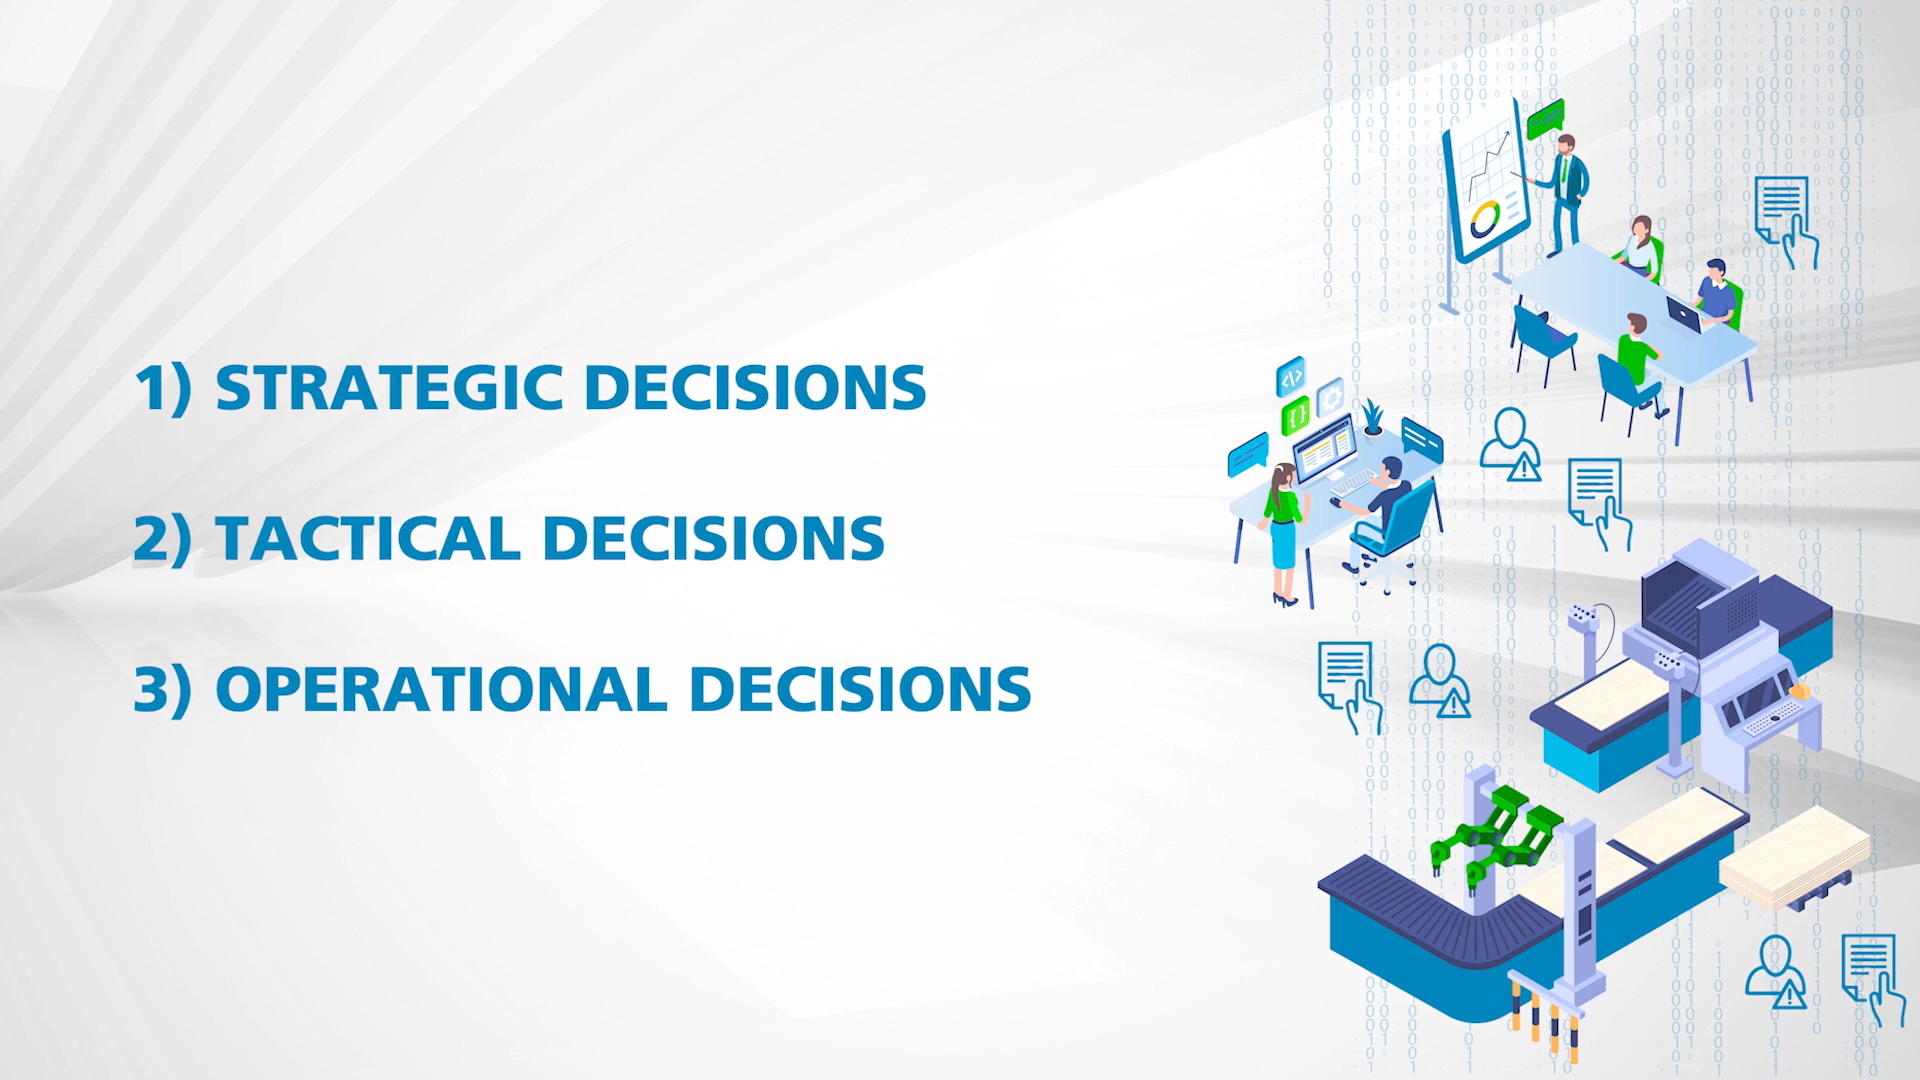 1) STRATEGIC DECISIONS
2) TACTICAL DECISIONS
3) OPERATIONAL DECISIONS